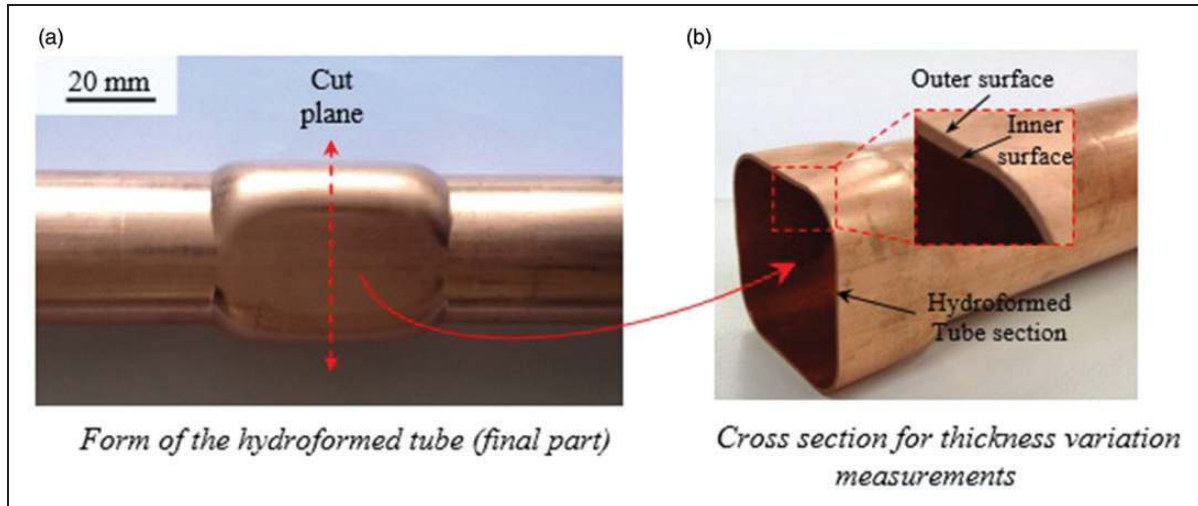 (a)
20 mm
Cut
plane
Form of the hydroformed tube (final part)
(b)
Outer surface
Inner
surface
Hydroformed
Tube section
Cross section for thickness variation
measurements